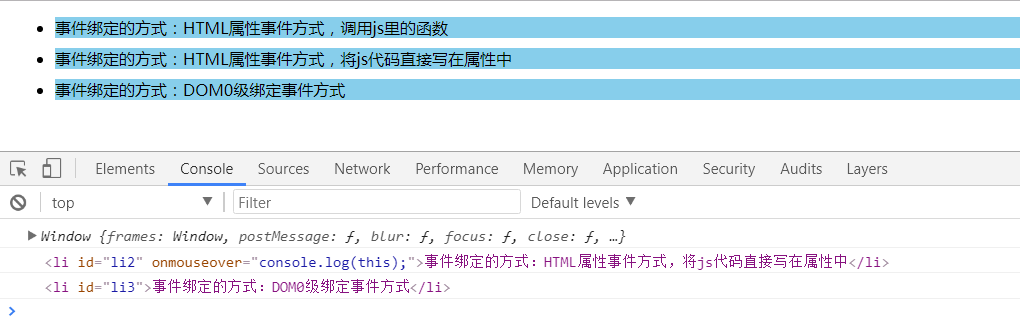 事件绑定的方式：HTML属性事件方式，调用js里的函数
事件绑定的方式：HTML属性事件方式，将js代码直接写在属性中
事件绑定的方式：DOM0级绑定事件方式
Elements Console Sources Network Performance Memory Application Security Audits Layers
top Filter Default levels
Window {frames: Window, postMessage: ƒ, blur: ƒ, focus: ƒ, close: ƒ, …}
<li id="li2" onmouseover="console.log(this);">事件绑定的方式：HTML属性事件方式，将js代码直接写在属性中</li>
<li id="li3">事件绑定的方式：DOM0级绑定事件方式</li>